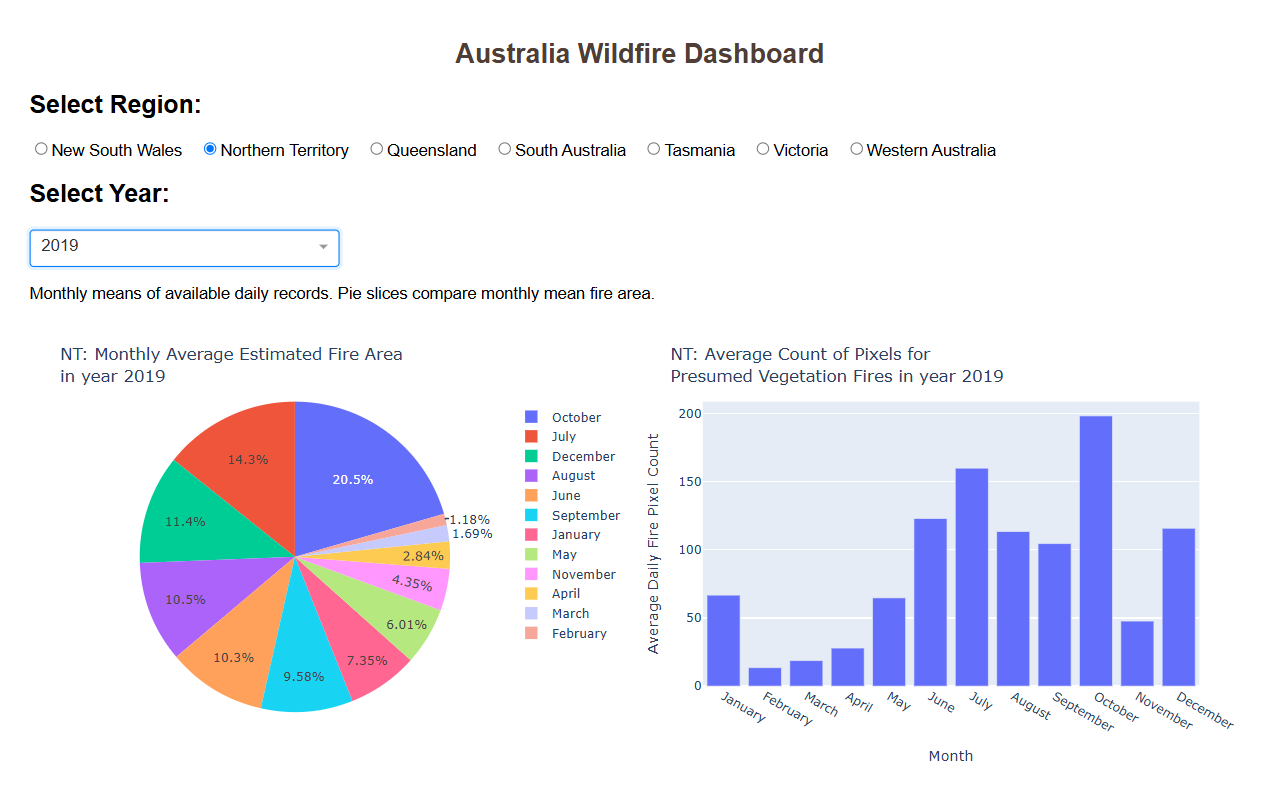 Australia Wildfire Dashboard
Select Region:
New South Wales Northern Territory Queensland South Australia Tasmania Victoria Western Australia
Select Year:
2019
Monthly means of available daily records. Pie slices compare monthly mean fire area.
NT: Monthly Average Estimated Fire Area
in year 2019
20.5%
14.3%
11.4%
10.5%
10.3%
9.58%
7.35%
6.01%
4.35%
2.84%
1.69%
1.18%
October
July
December
August
June
September
January
May
November
April
March
February
NT: Average Count of Pixels for
Presumed Vegetation Fires in year 2019
Average Daily Fire Pixel Count
200
150
100
50
0
January
February
March
April
May
June
July
August
September
October
November
December
Month